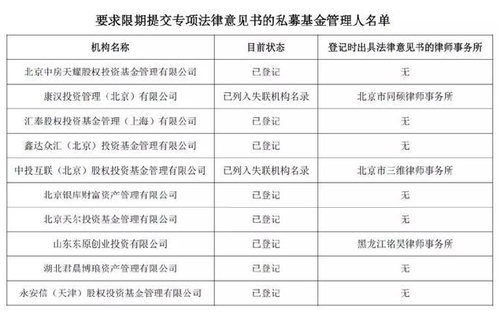 要求限期提交专项法律意见书的私募基金管理人名单
机构名称 目前状态 登记时出具法律意见书的律师事务所
北京中房天耀股权投资基金管理有限公司 已登记 无
康汉投资管理（北京）有限公司 已列入失联机构名录 北京市同硕律师事务所
汇奉股权投资基金管理（上海）有限公司 已登记 无
鑫达众汇（北京）投资基金管理有限公司 已登记 无
中投互联（北京）股权投资基金管理有限公司 已列入失联机构名录 北京市三维律师事务所
北京银库财富资产管理有限公司 已登记 无
北京天尔投资基金管理有限公司 已登记 无
山东东原创业投资有限公司 已登记 黑龙江铭昊律师事务所
湖北君晨博琅资产管理有限公司 已登记 无
永安信（天津）股权投资基金管理有限公司 已登记 无